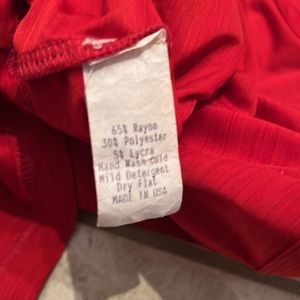 65% Rayon
30% Polyester
5% Lycra
Hand Wash Cold
Mild Detergent
Dry Flat
MADE IN USA